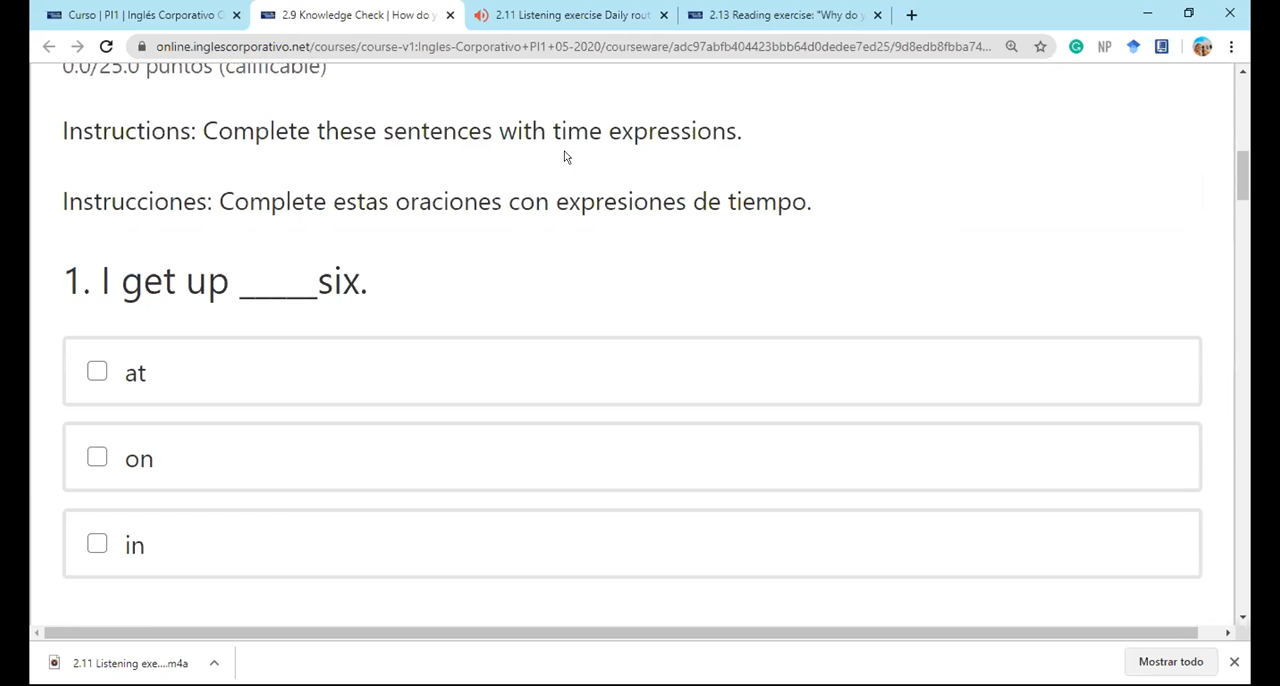 Curso | PI1 | Inglés Corporativo C
2.9 Knowledge Check | How do y
2.11 Listening exercise Daily rout
2.13 Reading exercise: "Why do y
online.inglescorporativo.net/courses/course-v1:Ingles-Corporativo+PI1+05-2020/courseware/adc97abfb404423bbb64d0dedee7ed25/9d8edb8fbba74...
NP
0.0/25.0 puntos (calificable)
Instructions: Complete these sentences with time expressions.
Instrucciones: Complete estas oraciones con expresiones de tiempo.
1. I get up _____six.
at
on
in
2.11 Listening exe....m4a
Mostrar todo